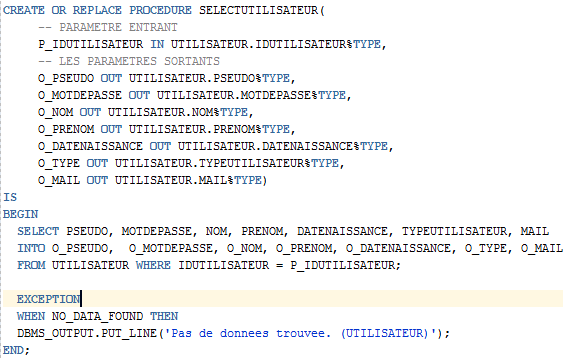 CREATE OR REPLACE PROCEDURE SELECTUTILISATEUR(
-- PARAMETRE ENTRANT
P_IDUTILISATEUR IN UTILISATEUR.IDUTILISATEUR%TYPE,
-- LES PARAMETRES SORTANTS
O_PSEUDO OUT UTILISATEUR.PSEUDO%TYPE,
O_MOTDEPASSE OUT UTILISATEUR.MOTDEPASSE%TYPE,
O_NOM OUT UTILISATEUR.NOM%TYPE,
O_PRENOM OUT UTILISATEUR.PRENOM%TYPE,
O_DATENAISSANCE OUT UTILISATEUR.DATENAISSANCE%TYPE,
O_TYPE OUT UTILISATEUR.TYPEUTILISATEUR%TYPE,
O_MAIL OUT UTILISATEUR.MAIL%TYPE)
IS
BEGIN
SELECT PSEUDO, MOTDEPASSE, NOM, PRENOM, DATENAISSANCE, TYPEUTILISATEUR, MAIL
INTO O_PSEUDO,  O_MOTDEPASSE, O_NOM, O_PRENOM, O_DATENAISSANCE, O_TYPE, O_MAIL
FROM UTILISATEUR WHERE IDUTILISATEUR = P_IDUTILISATEUR;
EXCEPTION
WHEN NO_DATA_FOUND THEN
DBMS_OUTPUT.PUT_LINE('Pas de donnees trouvee. (UTILISATEUR)');
END;